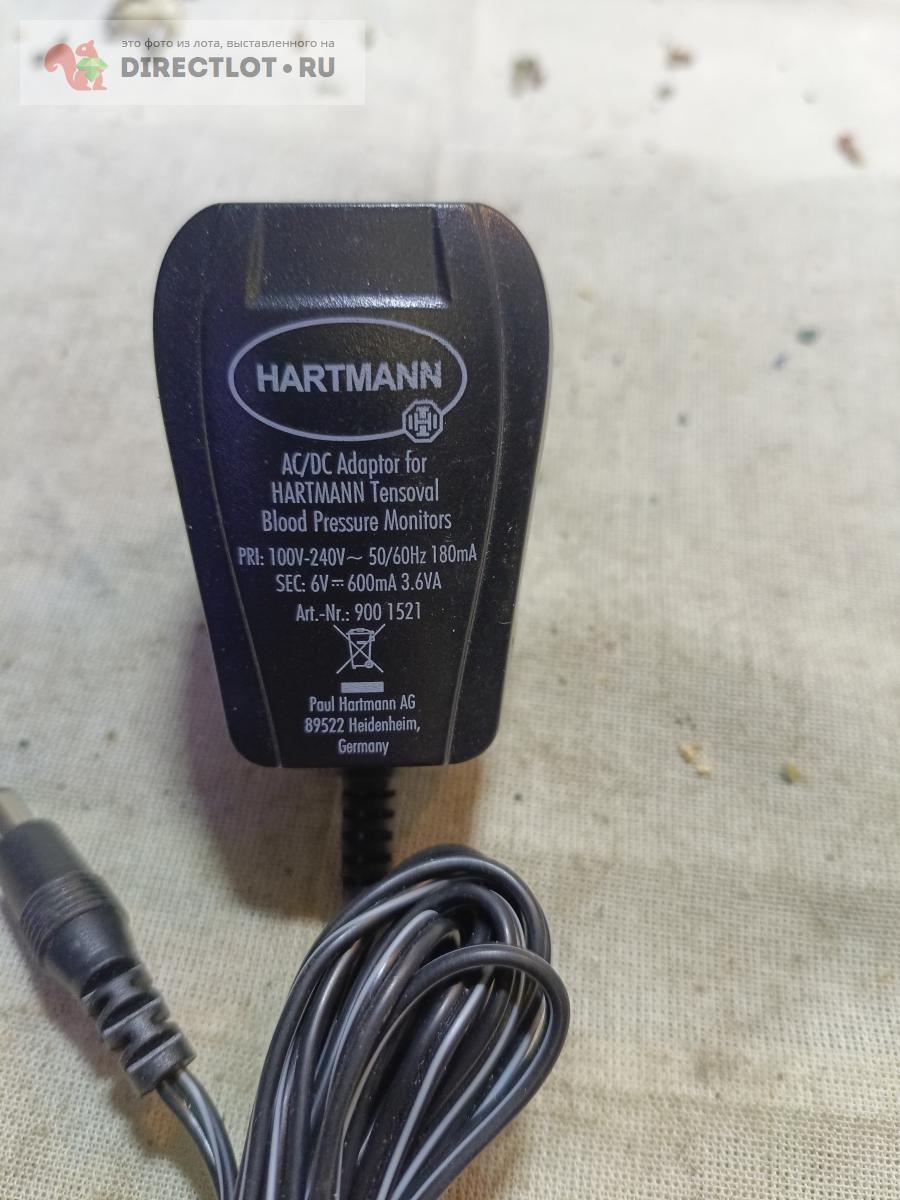 это фото из лота, выставленного на
DIRECTLOT•RU
HARTMANN
AC/DC Adaptor for
HARTMANN Tensoval
Blood Pressure Monitors
PRI: 100V-240V~ 50/60Hz 180mA
SEC: 6V⎓600mA 3.6VA
Art.-Nr.: 900 1521
Paul Hartmann AG
89522 Heidenheim,
Germany